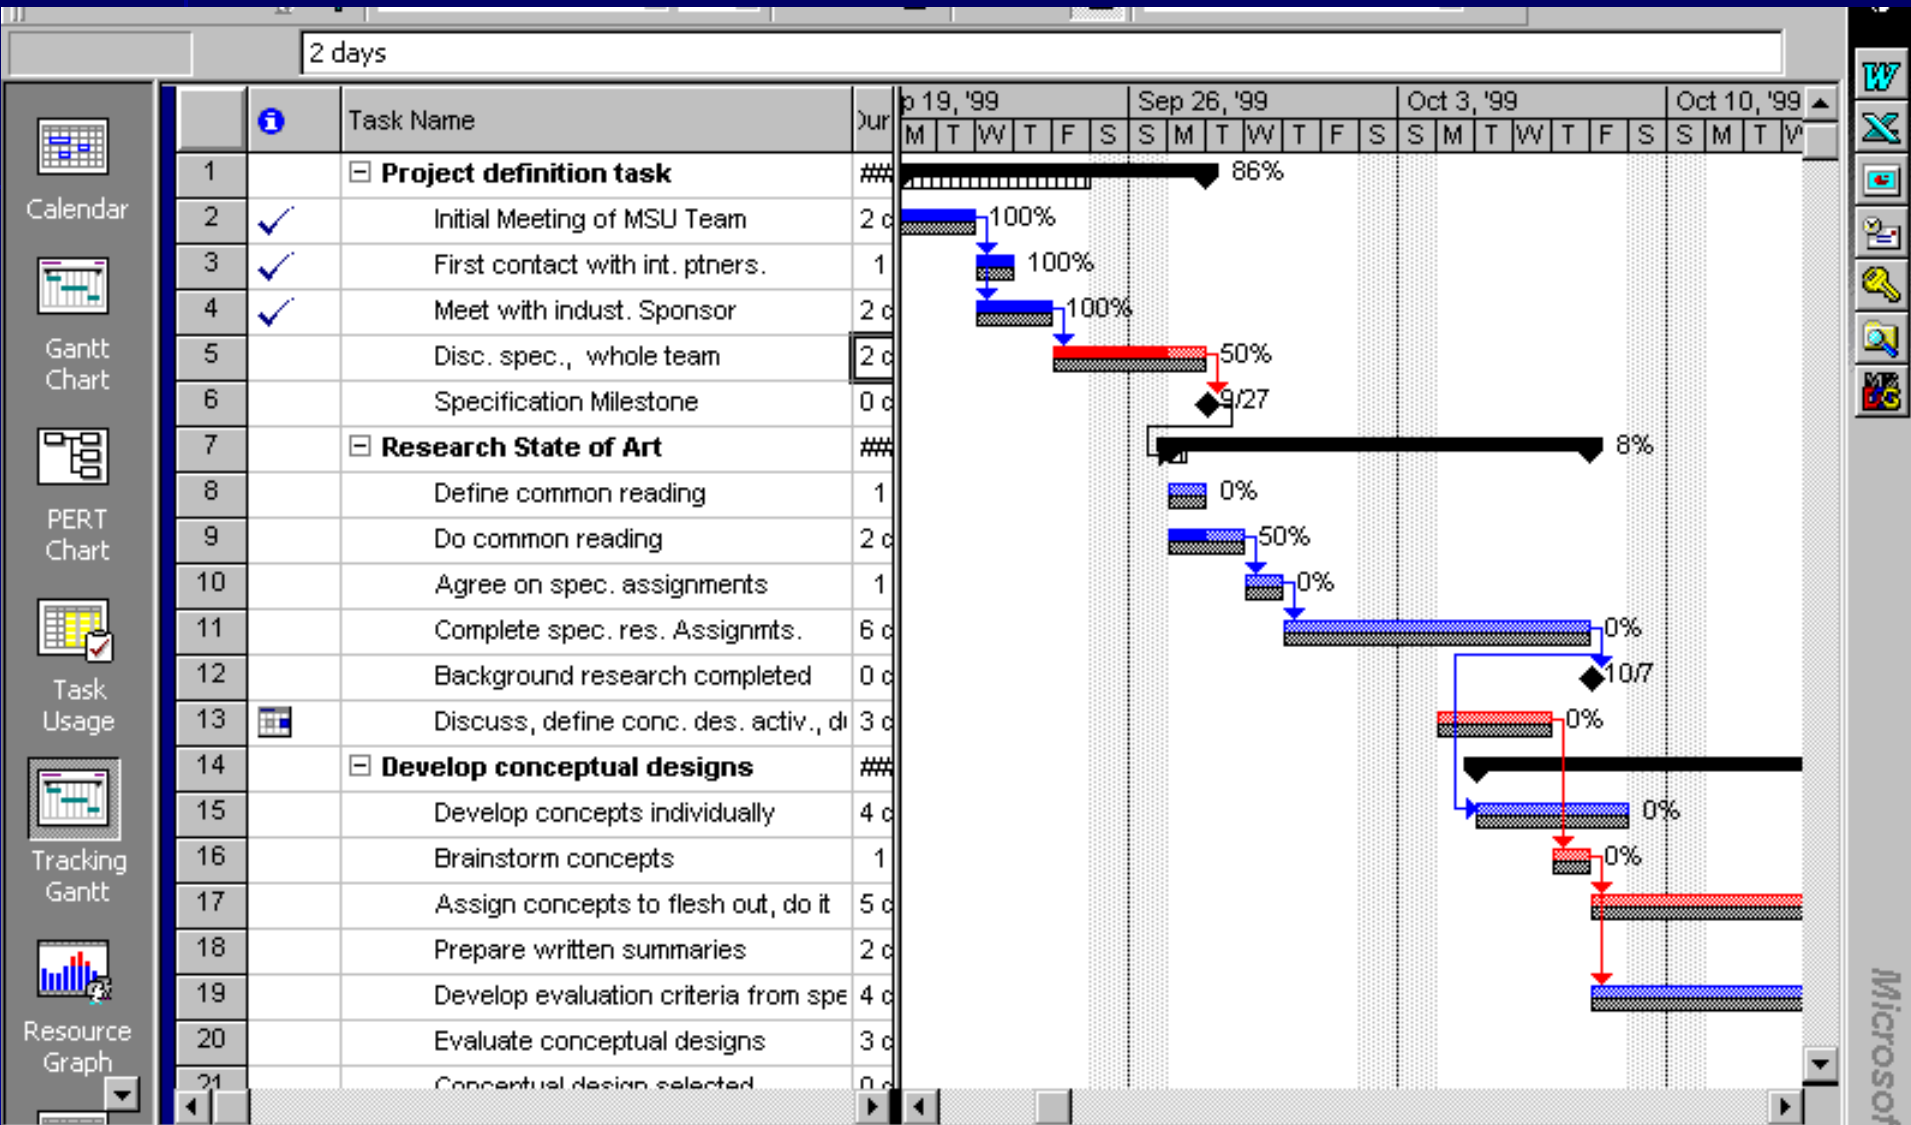 2 days
Task Name
Dur
p 19, '99 Sep 26, '99 Oct 3, '99 Oct 10, '99
M T W T F S S M T W T F S S M T W T F S S M T W
1 Project definition task ### 86%
2 Initial Meeting of MSU Team 2 d 100%
3 First contact with int. ptners. 1 100%
4 Meet with indust. Sponsor 2 d 100%
5 Disc. spec., whole team 2 d 50%
6 Specification Milestone 0 d 9/27
7 Research State of Art ### 8%
8 Define common reading 1 0%
9 Do common reading 2 d 50%
10 Agree on spec. assignments 1 0%
11 Complete spec. res. Assignmts. 6 d 0%
12 Background research completed 0 d 10/7
13 Discuss, define conc. des. activ., du 3 d 0%
14 Develop conceptual designs ###
15 Develop concepts individually 4 d 0%
16 Brainstorm concepts 1 0%
17 Assign concepts to flesh out, do it 5 d
18 Prepare written summaries 2 d
19 Develop evaluation criteria from spe 4 d
20 Evaluate conceptual designs 3 d
21 Conceptual design selected 0 d
Calendar
Gantt
Chart
PERT
Chart
Task
Usage
Tracking
Gantt
Resource
Graph
W
X
Microsof